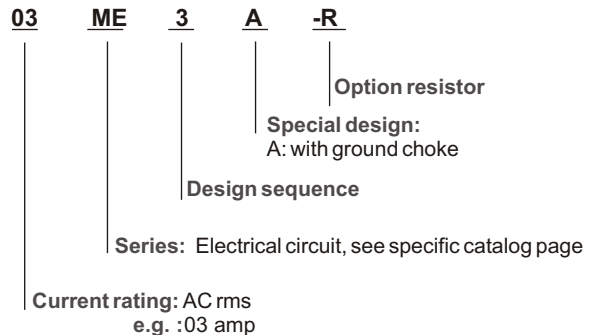 03 ME 3 A -R
Option resistor
Special design:
A: with ground choke
Design sequence
Series: Electrical circuit, see specific catalog page
Current rating: AC rms
e.g. :03 amp